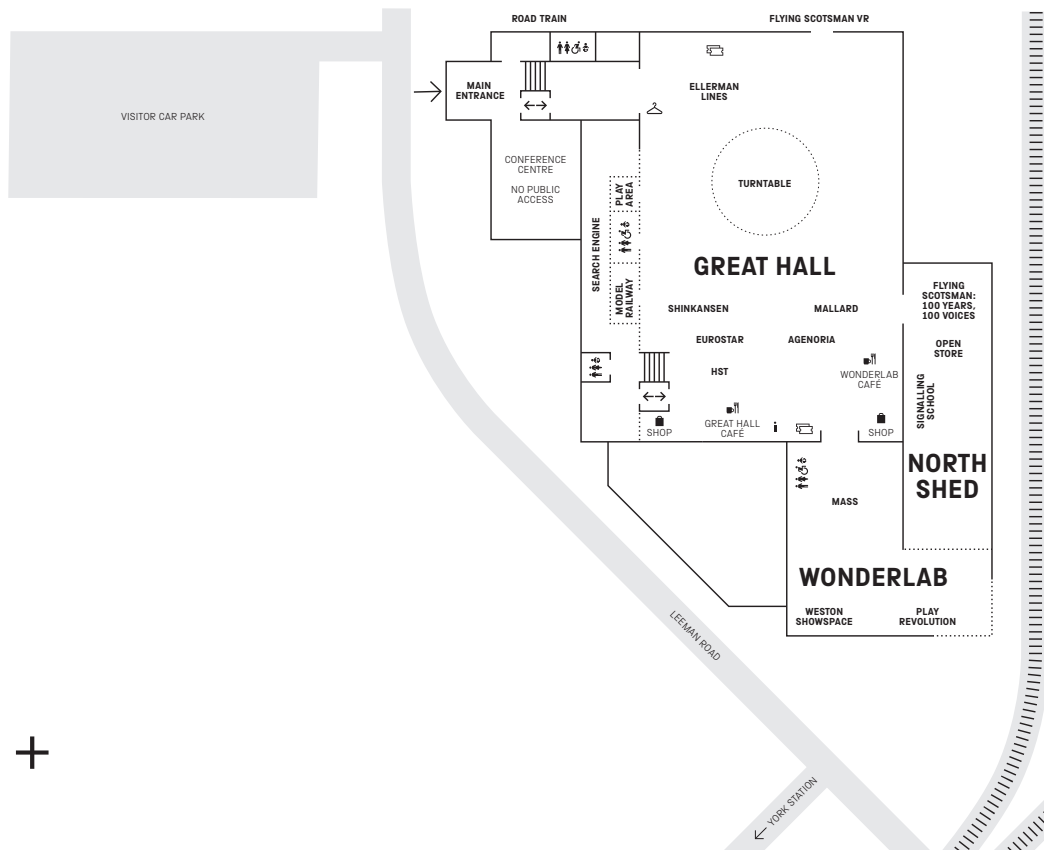 ROAD TRAIN
FLYING SCOTSMAN VR
MAIN
ENTRANCE
ELLERMAN
LINES
VISITOR CAR PARK
CONFERENCE
CENTRE
NO PUBLIC
ACCESS
PLAY
AREA
TURNTABLE
SEARCH ENGINE
GREAT HALL
MODEL
RAILWAY
SHINKANSEN
MALLARD
FLYING
SCOTSMAN:
100 YEARS,
100 VOICES
EUROSTAR
AGENORIA
OPEN
STORE
HST
WONDERLAB
CAFÉ
SIGNALLING
SCHOOL
SHOP
GREAT HALL
CAFÉ
SHOP
NORTH
SHED
MASS
WONDERLAB
WESTON
SHOWSPACE
PLAY
REVOLUTION
LEEMAN ROAD
YORK STATION